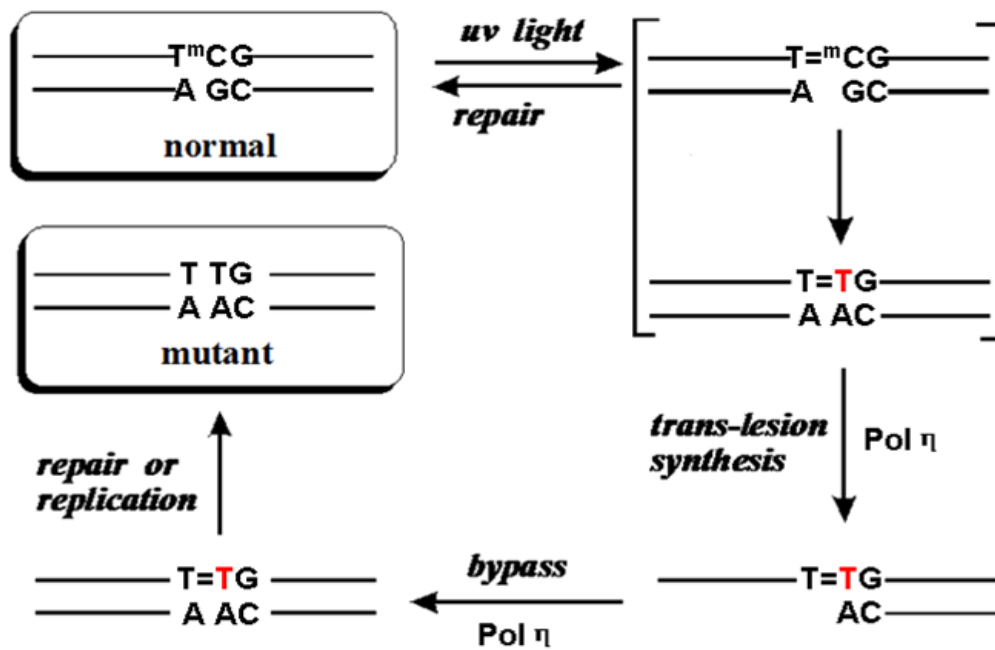 TᵐCG
A GC
normal
uv light
repair
T=ᵐCG
A GC
T=TG
A AC
trans-lesion
synthesis
Pol η
T=TG
AC
bypass
Pol η
T=TG
A AC
repair or
replication
T TG
A AC
mutant